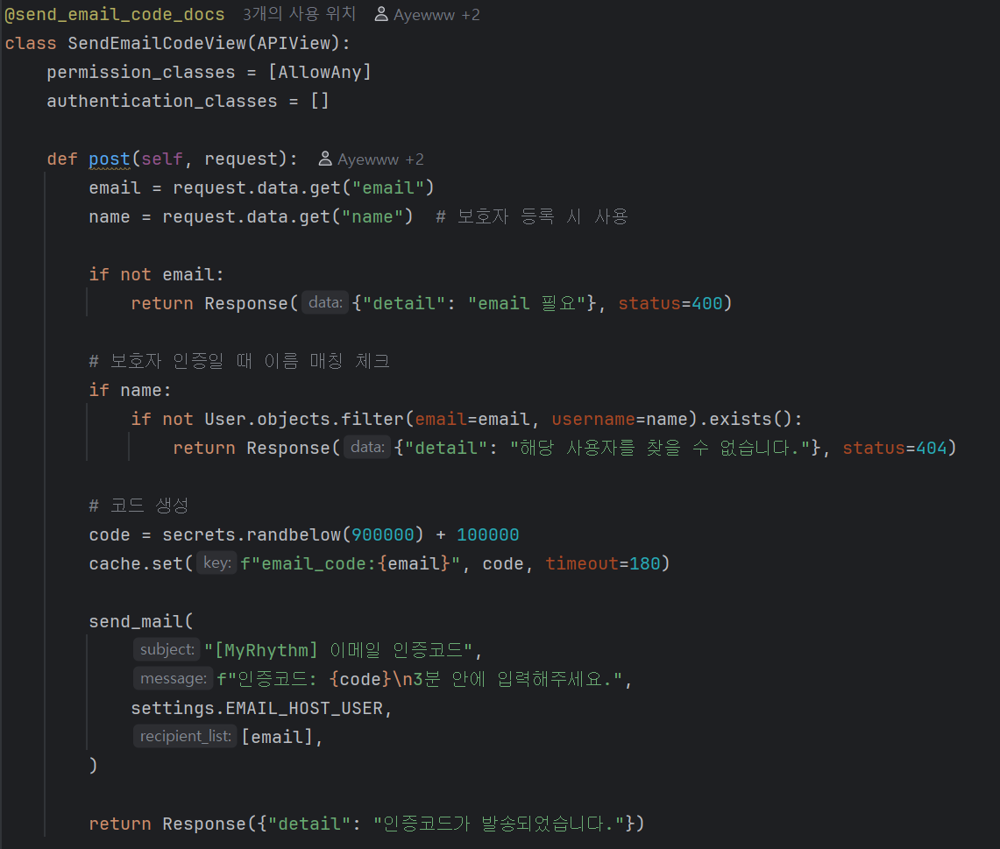 @send_email_code_docs 3개의 사용 위치 Ayewww +2
class SendEmailCodeView(APIView):
    permission_classes = [AllowAny]
    authentication_classes = []
    def post(self, request): Ayewww +2
        email = request.data.get("email")
        name = request.data.get("name")  # 보호자 등록 시 사용
        if not email:
            return Response( data: {"detail": "email 필요"}, status=400)
        # 보호자 인증일 때 이름 매칭 체크
        if name:
            if not User.objects.filter(email=email, username=name).exists():
                return Response( data: {"detail": "해당 사용자를 찾을 수 없습니다."}, status=404)
        # 코드 생성
        code = secrets.randbelow(900000) + 100000
        cache.set( key: f"email_code:{email}", code, timeout=180)
        send_mail(
            subject: "[MyRhythm] 이메일 인증코드",
            message: f"인증코드: {code}\n3분 안에 입력해주세요.",
            settings.EMAIL_HOST_USER,
            recipient_list: [email],
        )
        return Response({"detail": "인증코드가 발송되었습니다."})